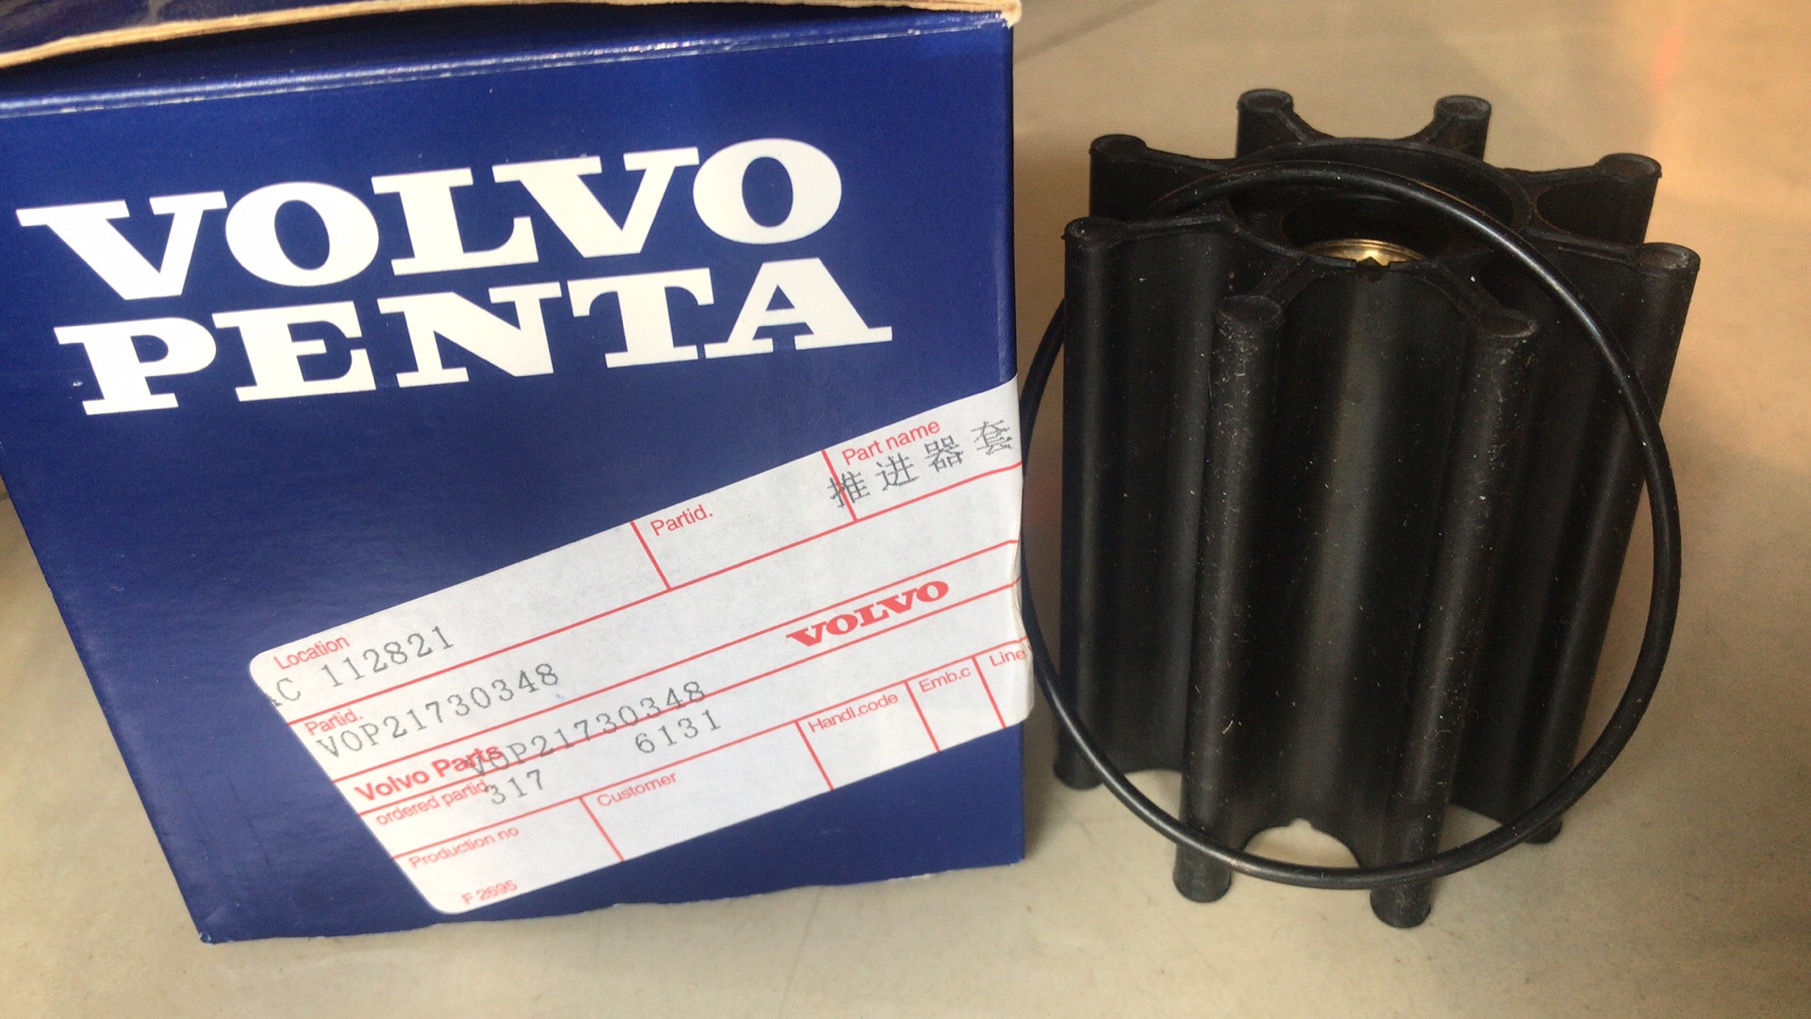 VOLVO
PENTA
Part name
推进器套
Partid.
Location
AC 112821
Partid.
VOP21730348
VOLVO
Volvo Parts
VOP21730348
ordered partid.
317 6131
Production no
Customer
Handl.code
Emb.c
Line
F 2695